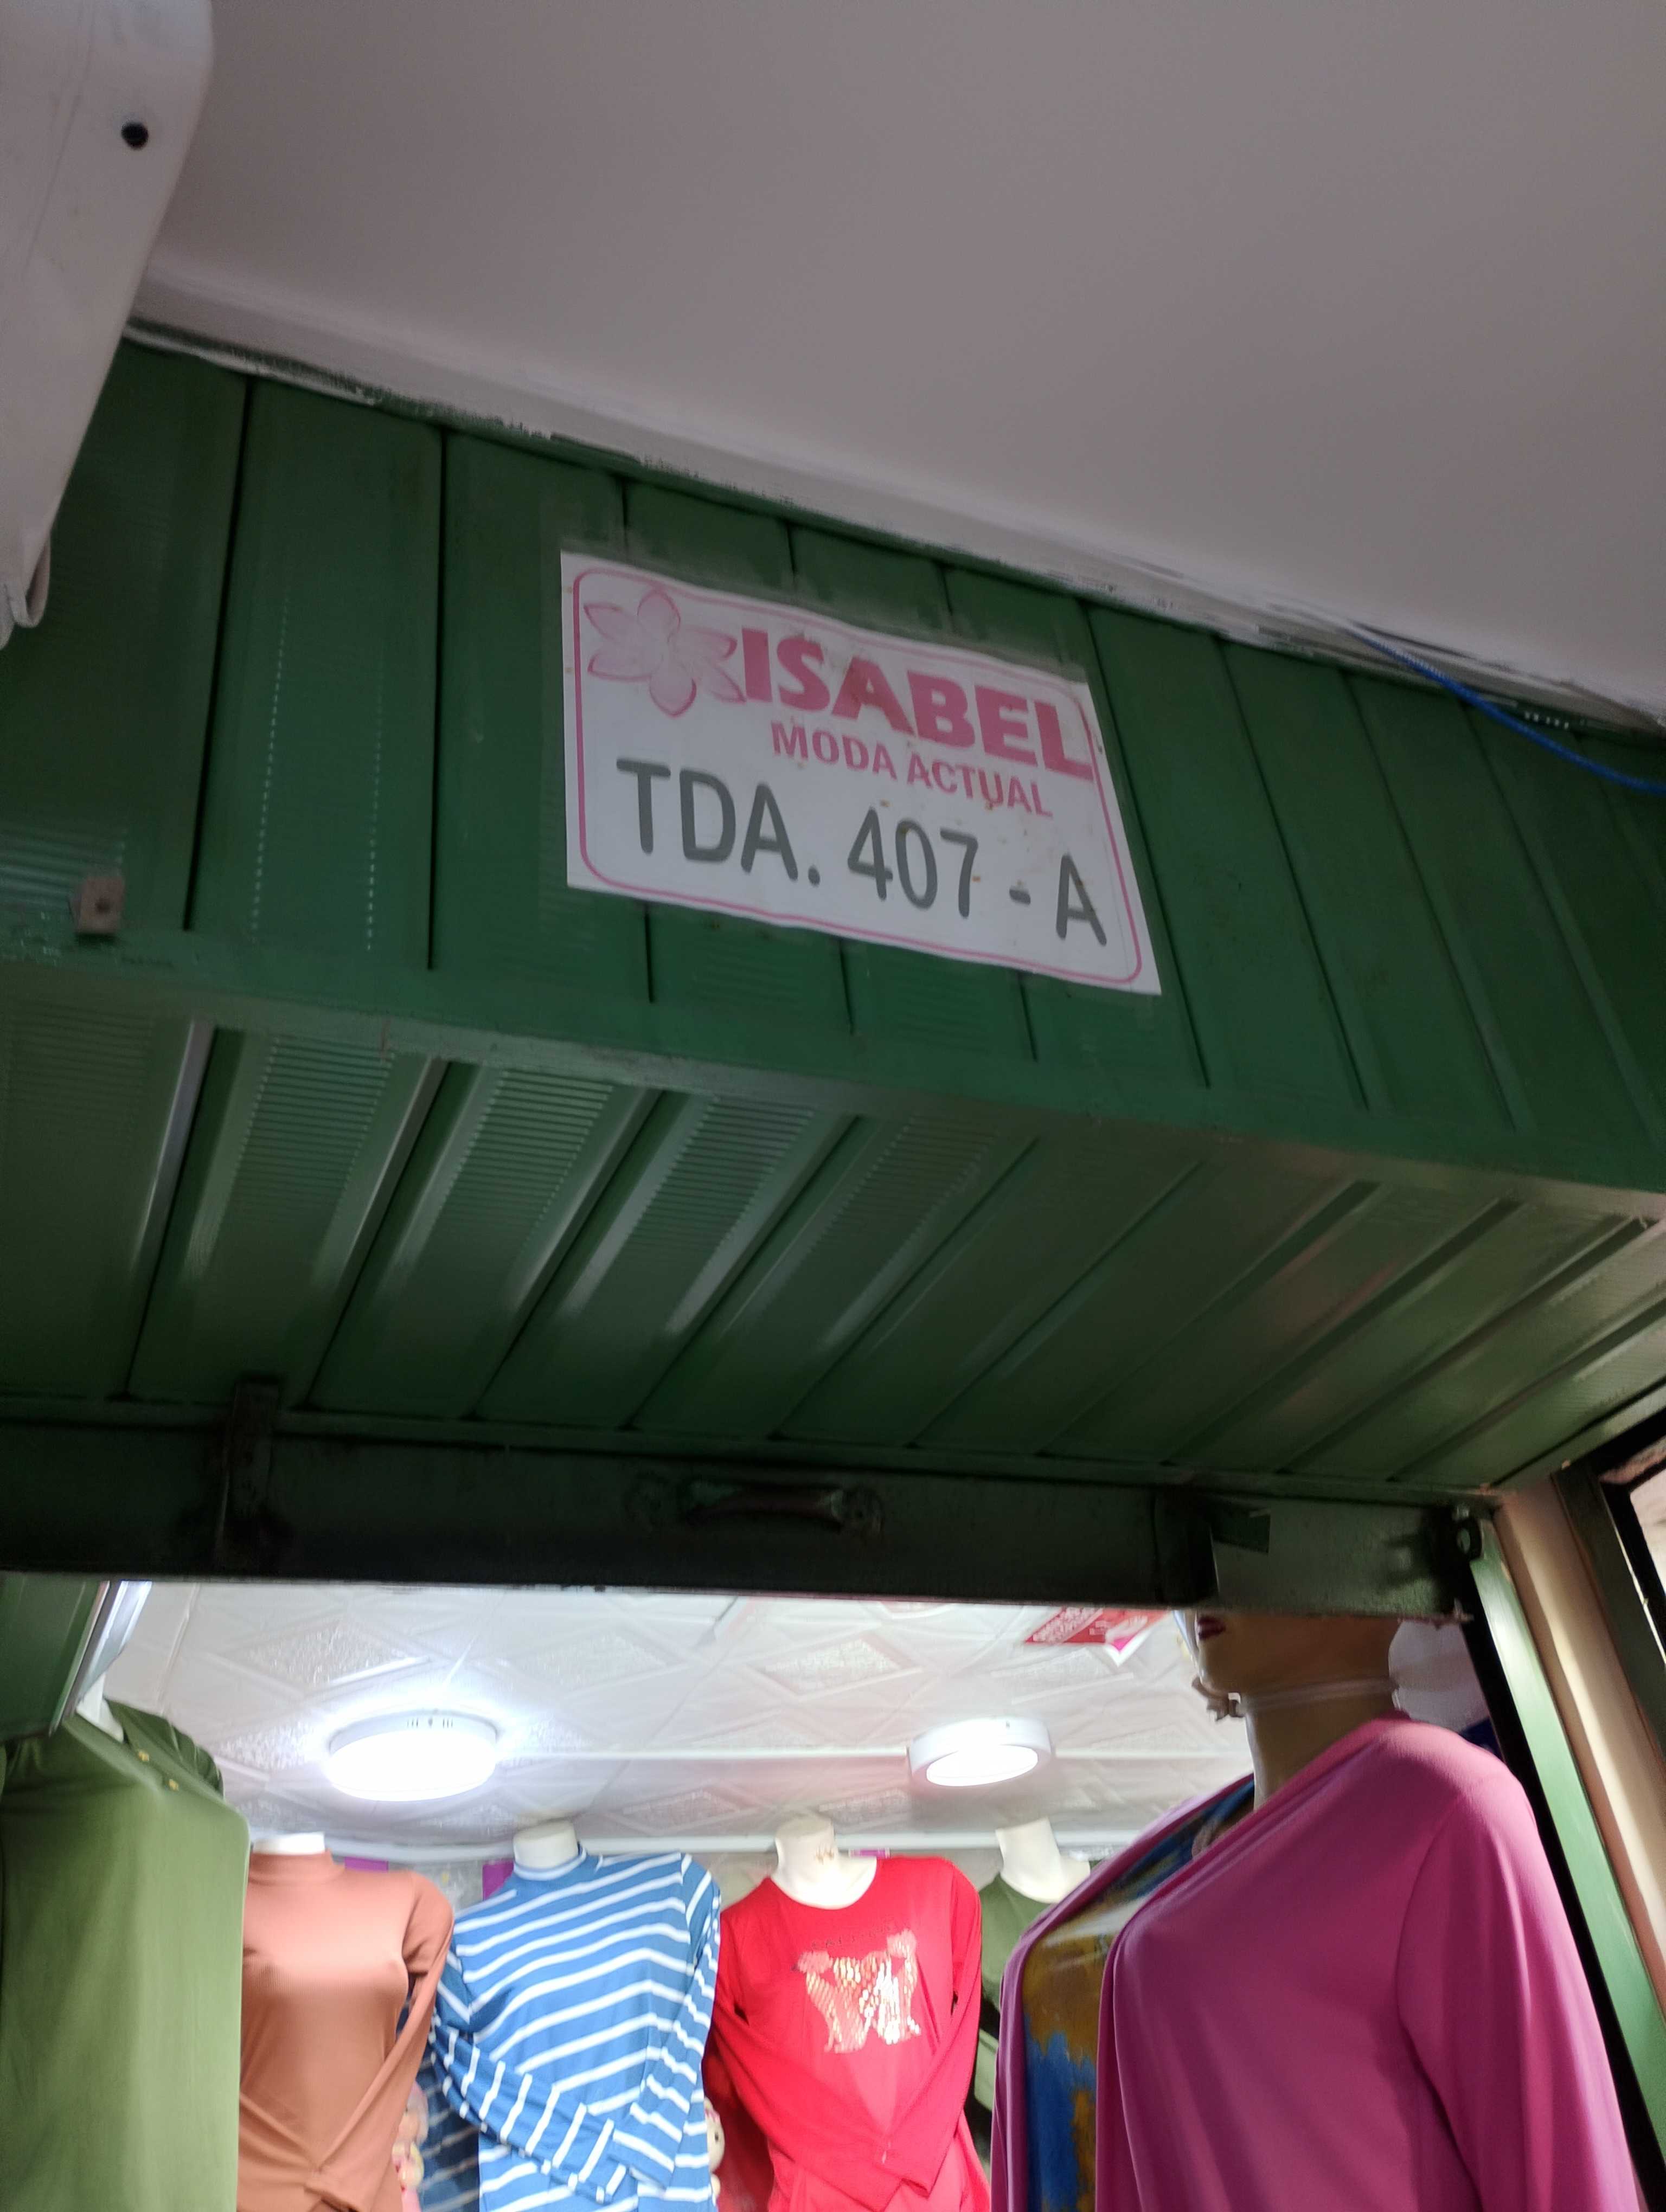 ISABEL
MODA ACTUAL
TDA. 407 - A